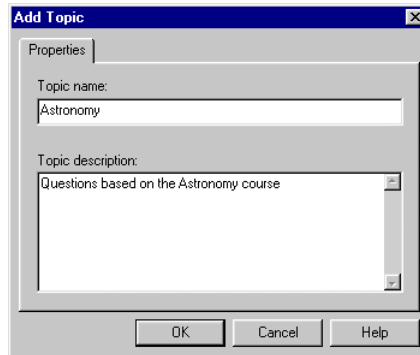 Add Topic
Properties
Topic name:
Astronomy
Topic description:
Questions based on the Astronomy course
OK Cancel Help